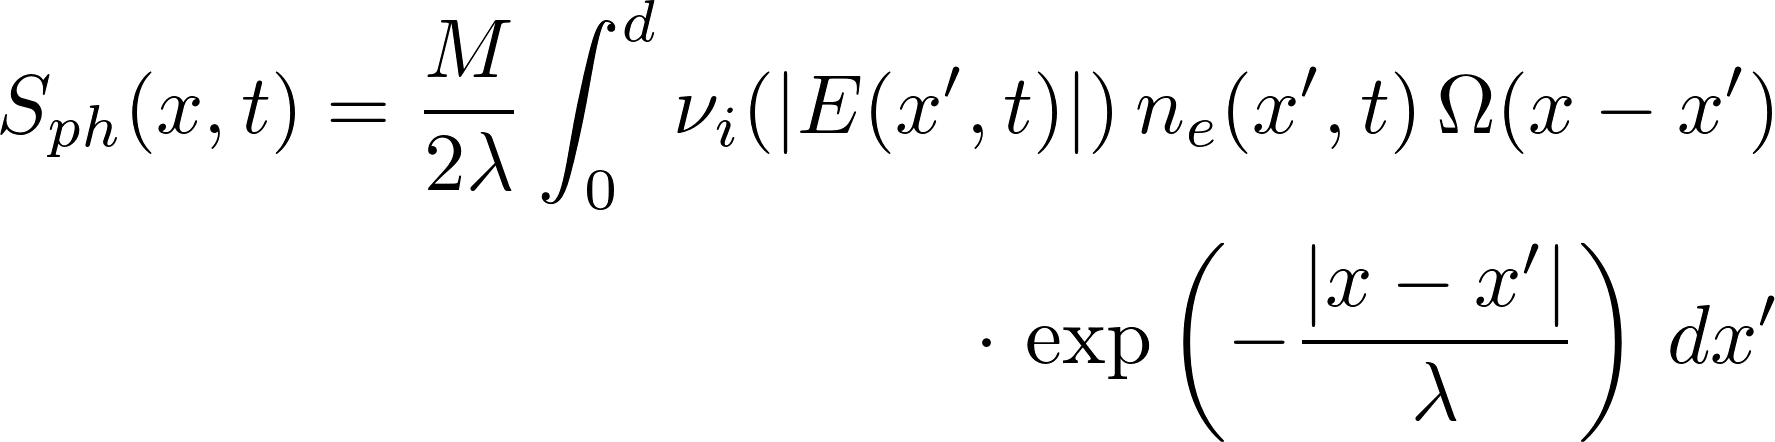 S_{ph}(x,t) = \frac{M}{2\lambda} \int_0^d \nu_i(|E(x',t)|) \, n_e(x',t) \, \Omega(x-x')
\cdot \exp\left(-\frac{|x-x'|}{\lambda}\right) \, dx'